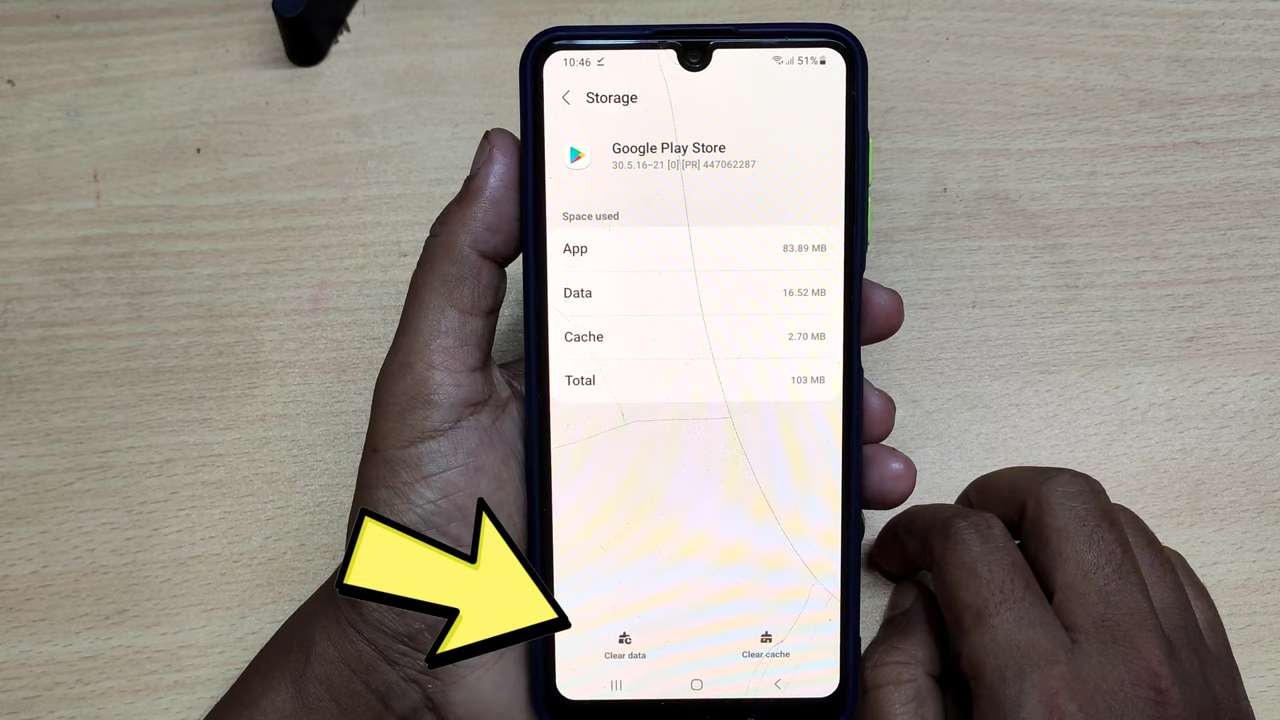 10:46 51%
Storage
Google Play Store
30.5.16-21 [0] [PR] 447062287
Space used
App 83.89 MB
Data 16.52 MB
Cache 2.70 MB
Total 103 MB
Clear data Clear cache